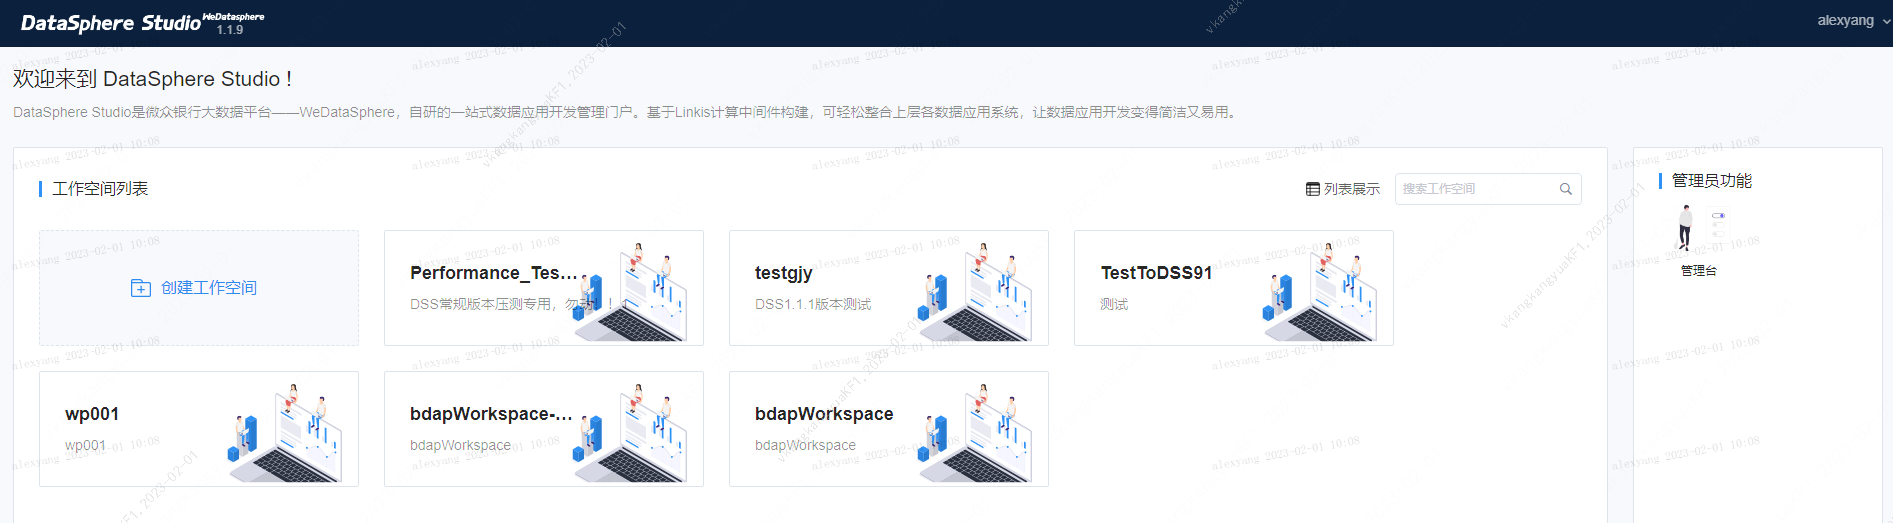 DataSphere Studio WeDatasphere
1.1.9
alexyang
欢迎来到 DataSphere Studio !
DataSphere Studio是微众银行大数据平台——WeDataSphere，自研的一站式数据应用开发管理门户。基于Linkis计算中间件构建，可轻松整合上层各数据应用系统，让数据应用开发变得简洁又易用。
工作空间列表
列表展示
搜索工作空间
管理员功能
管理台
创建工作空间
Performance_Tes...
DSS常规版本压测专用，勿动！！！
testgjy
DSS1.1.1版本测试
TestToDSS91
测试
wp001
wp001
bdapWorkspace-...
bdapWorkspace
bdapWorkspace
bdapWorkspace
alexyang 2023-02-01 10:08